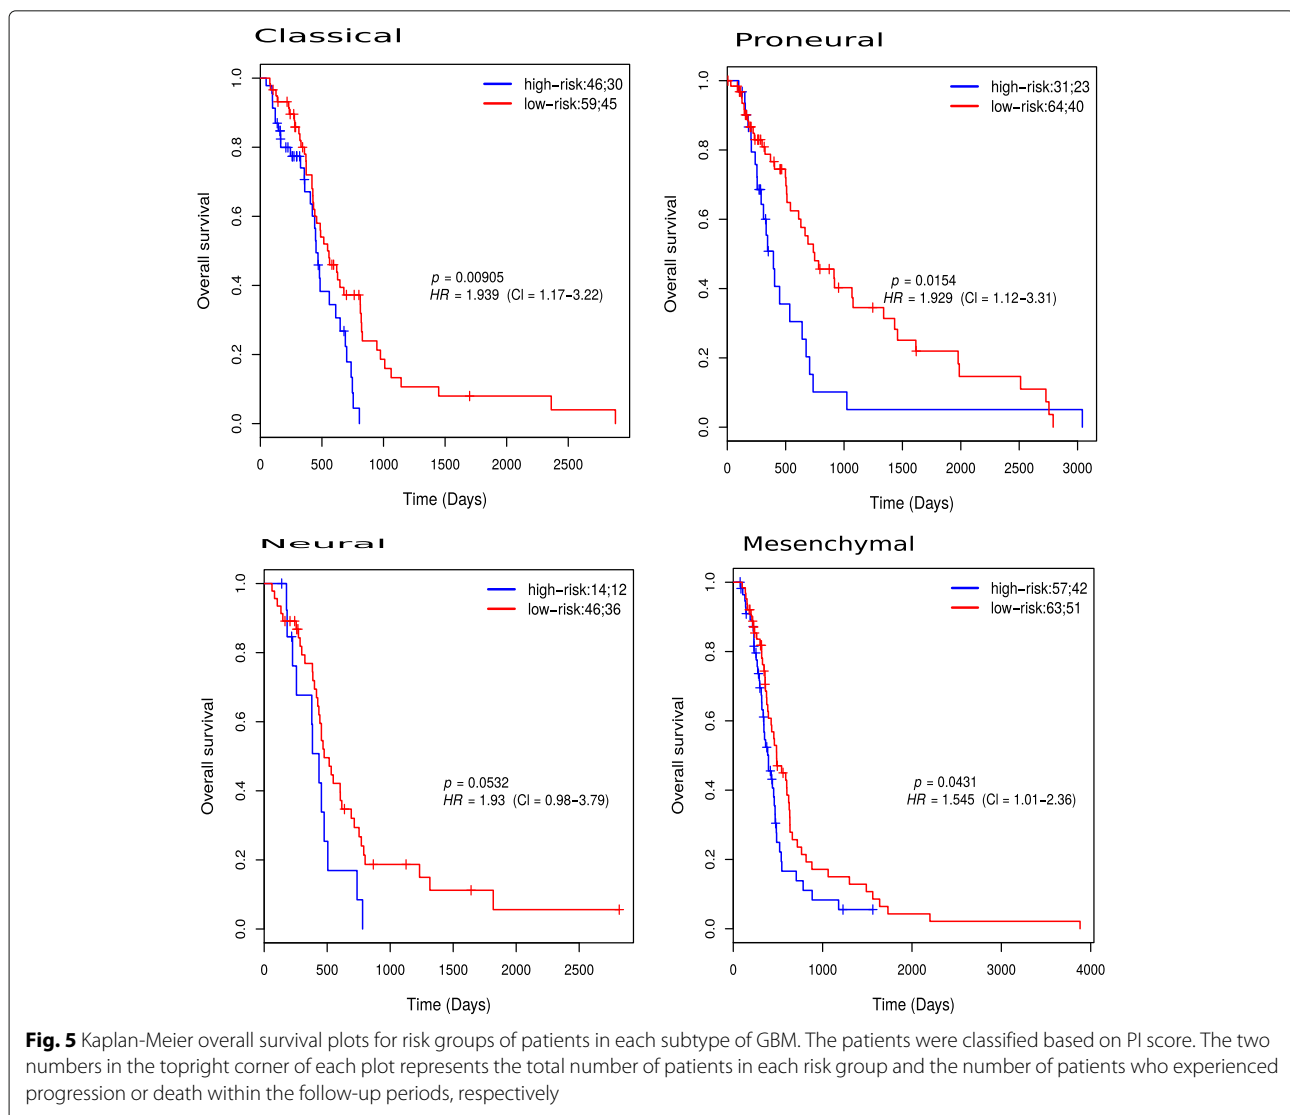 Classical
high-risk:46;30
low-risk:59;45
p = 0.00905
HR = 1.939 (CI = 1.17-3.22)
Overall survival
0.0 0.2 0.4 0.6 0.8 1.0
0 500 1000 1500 2000 2500
Time (Days)
Proneural
high-risk:31;23
low-risk:64;40
p = 0.0154
HR = 1.929 (CI = 1.12-3.31)
Overall survival
0.0 0.2 0.4 0.6 0.8 1.0
0 500 1000 1500 2000 2500 3000
Time (Days)
Neural
high-risk:14;12
low-risk:46;36
p = 0.0532
HR = 1.93 (CI = 0.98-3.79)
Overall survival
0.0 0.2 0.4 0.6 0.8 1.0
0 500 1000 1500 2000 2500
Time (Days)
Mesenchymal
high-risk:57;42
low-risk:63;51
p = 0.0431
HR = 1.545 (CI = 1.01-2.36)
Overall survival
0.0 0.2 0.4 0.6 0.8 1.0
0 1000 2000 3000 4000
Time (Days)
Fig. 5 Kaplan-Meier overall survival plots for risk groups of patients in each subtype of GBM. The patients were classified based on PI score. The two
numbers in the topright corner of each plot represents the total number of patients in each risk group and the number of patients who experienced
progression or death within the follow-up periods, respectively